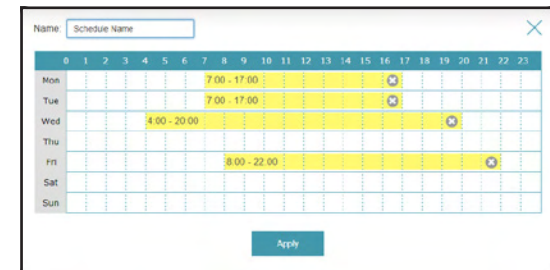 Name: Schedule Name
0 1 2 3 4 5 6 7 8 9 10 11 12 13 14 15 16 17 18 19 20 21 22 23
Mon 7:00 - 17:00
Tue 7:00 - 17:00
Wed 4:00 - 20:00
Thu
Fri 8:00 - 22:00
Sat
Sun
Apply